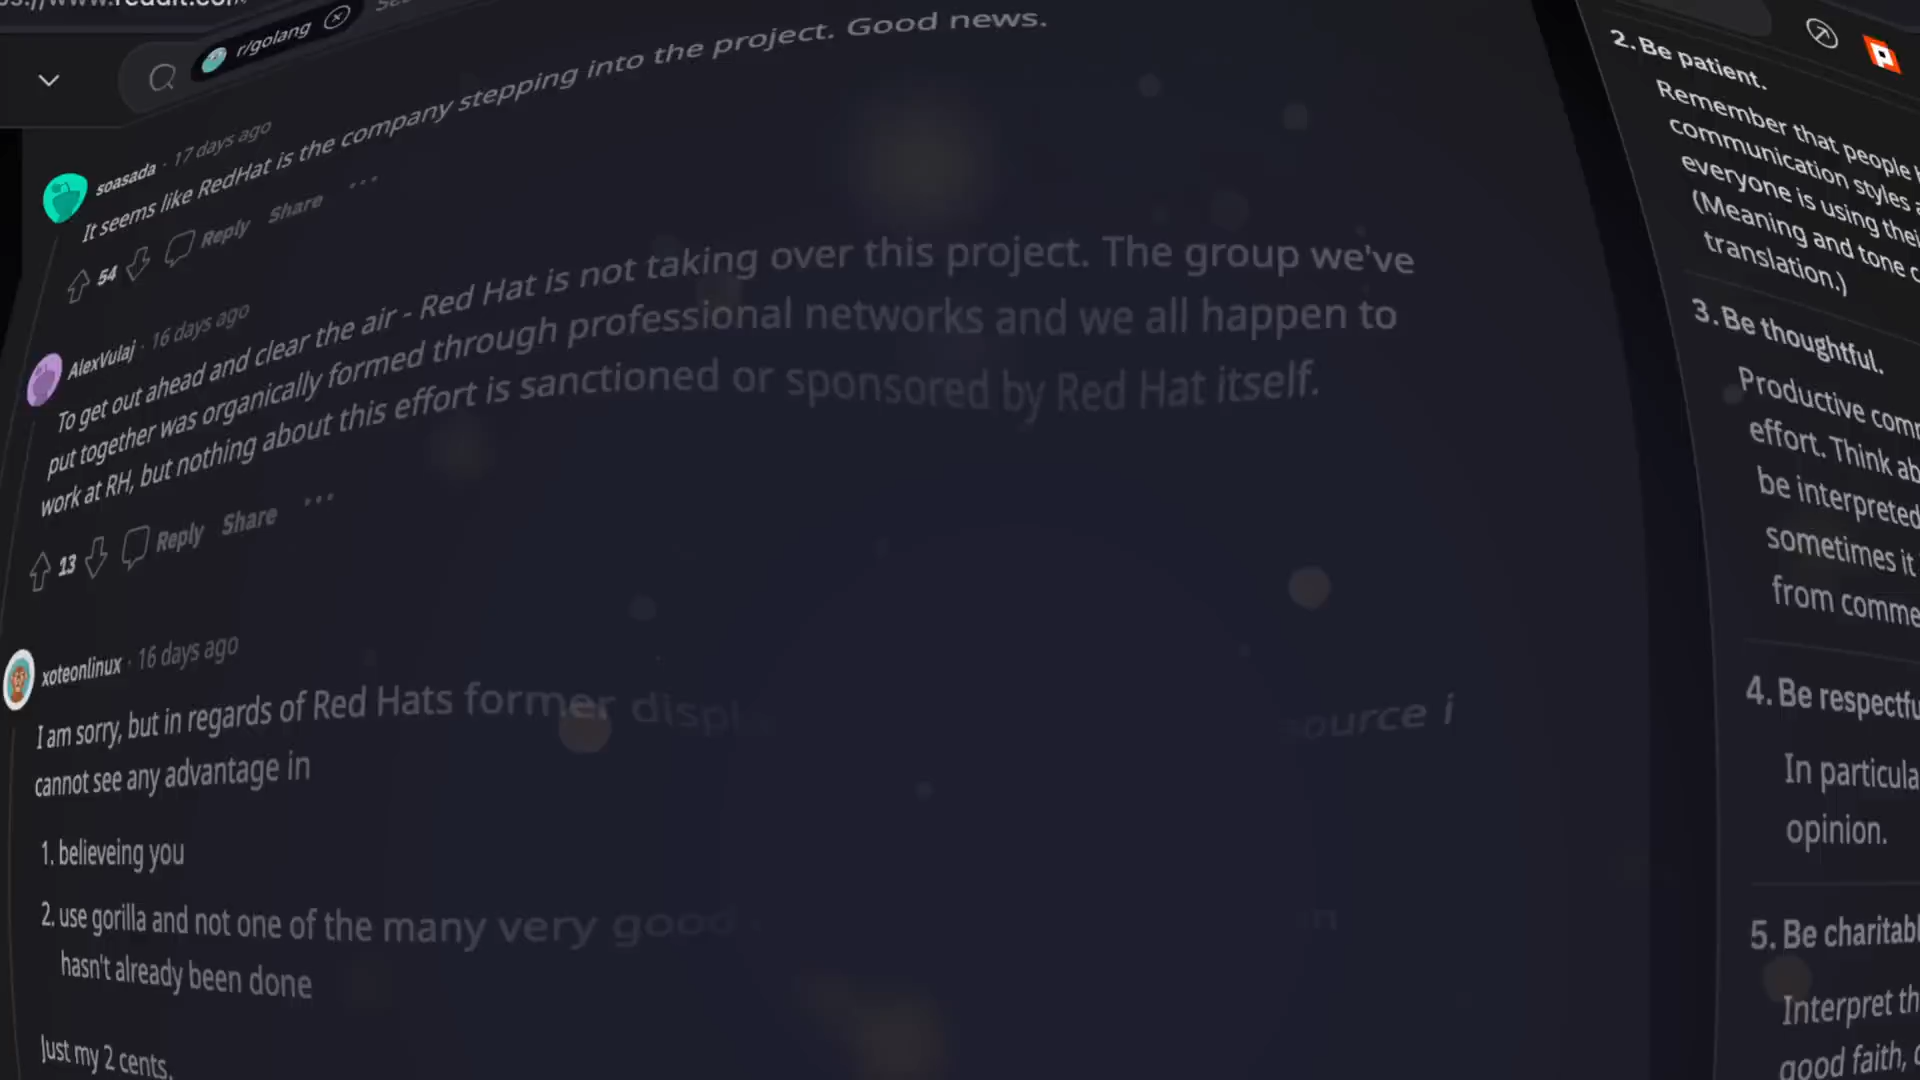 r/golang
It seems like RedHat is the company stepping into the project. Good news.
soasada · 17 days ago
54 Reply Share ...
AlexVulaj · 16 days ago
To get out ahead and clear the air - Red Hat is not taking over this project. The group we've
put together was organically formed through professional networks and we all happen to
work at RH, but nothing about this effort is sanctioned or sponsored by Red Hat itself.
13 Reply Share ...
xoteonlinux · 16 days ago
I am sorry, but in regards of Red Hats former
cannot see any advantage in
1. believeing you
2. use gorilla and not one of the many very good
hasn't already been done
Just my 2 cents.
2. Be patient.
Remember that people
communication styles
everyone is using their
(Meaning and tone
translation.)
3. Be thoughtful.
Productive
effort. Think
be interpreted
sometimes it
from
4. Be
In
opinion.
5. Be
Interpret
good faith,